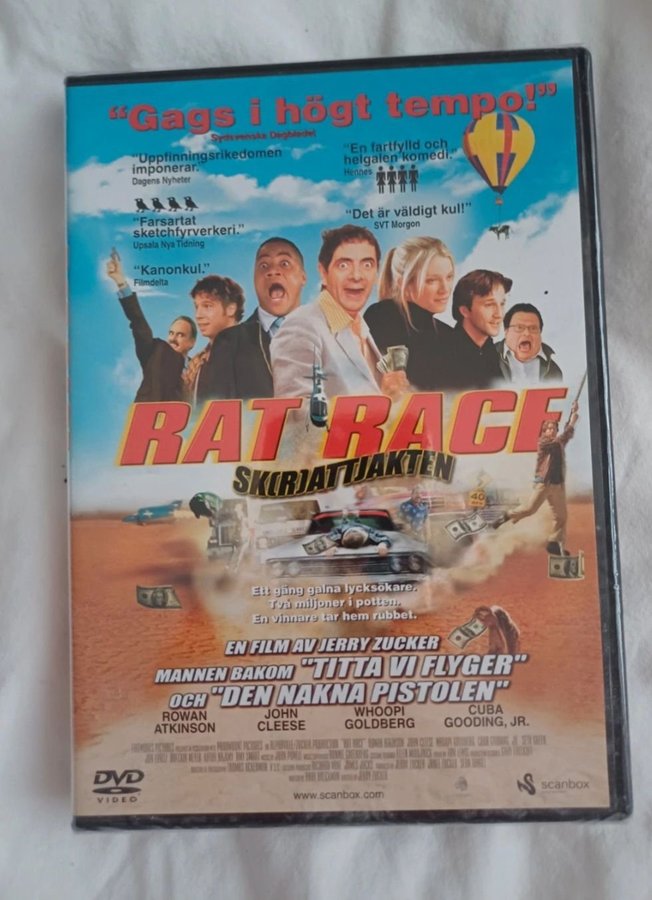 "Gags i högt tempo!"
Sydsvenska Dagbladet
"Uppfinningsrikedomen
imponerar."
Dagens Nyheter
"Farsartat
sketchfyrverkeri."
Upsala Nya Tidning
"Kanonkul."
Filmdelta
"En fartfylld och
helgalen komedi."
Hennes
"Det är väldigt kul!"
SVT Morgon
RAT RACE
SK(R)ATTJAKTEN
Ett gäng galna lycksökare.
Två miljoner i potten.
En vinnare tar hem rubbet.
EN FILM AV JERRY ZUCKER
MANNEN BAKOM "TITTA VI FLYGER"
OCH "DEN NAKNA PISTOLEN"
ROWAN ATKINSON
JOHN CLEESE
WHOOPI GOLDBERG
CUBA GOODING, JR.
DVD
VIDEO
www.scanbox.com
scanbox